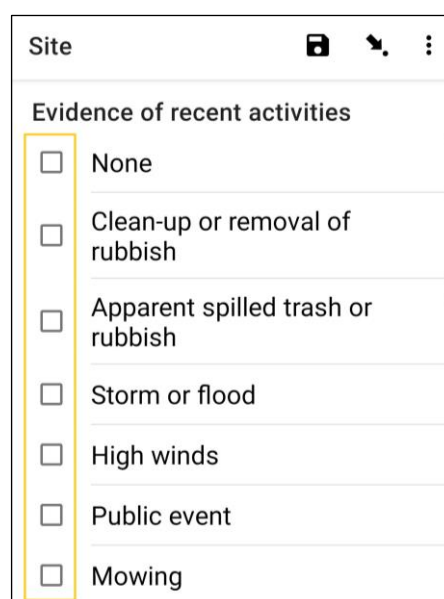 Site
Evidence of recent activities
None
Clean-up or removal of
rubbish
Apparent spilled trash or
rubbish
Storm or flood
High winds
Public event
Mowing